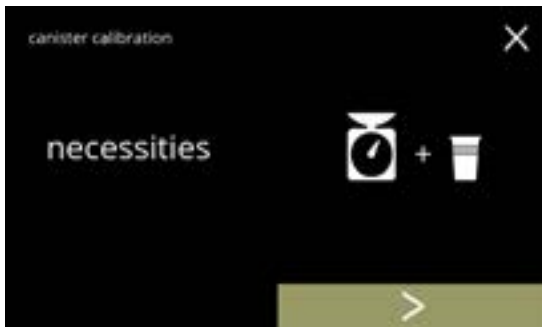 canister calibration
necessities
+
>